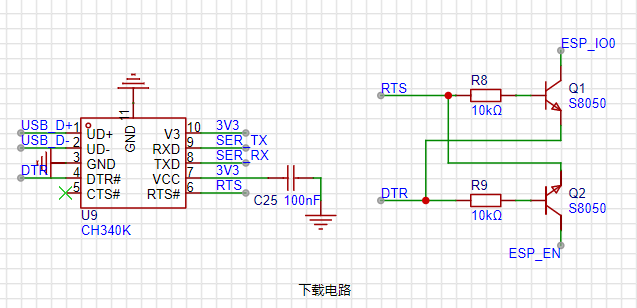 ESP_IO0
RTS
R8
10kΩ
Q1
S8050
11
GND
USB_D+ 1 UD+ V3 10 3V3
USB_D- 2 UD- RXD 9 SER_TX
3 GND TXD 8 SER_RX
DTR 4 DTR# VCC 7 3V3
5 CTS# RTS# 6 RTS
C25 100nF
U9
CH340K
DTR
R9
10kΩ
Q2
S8050
ESP_EN
下载电路